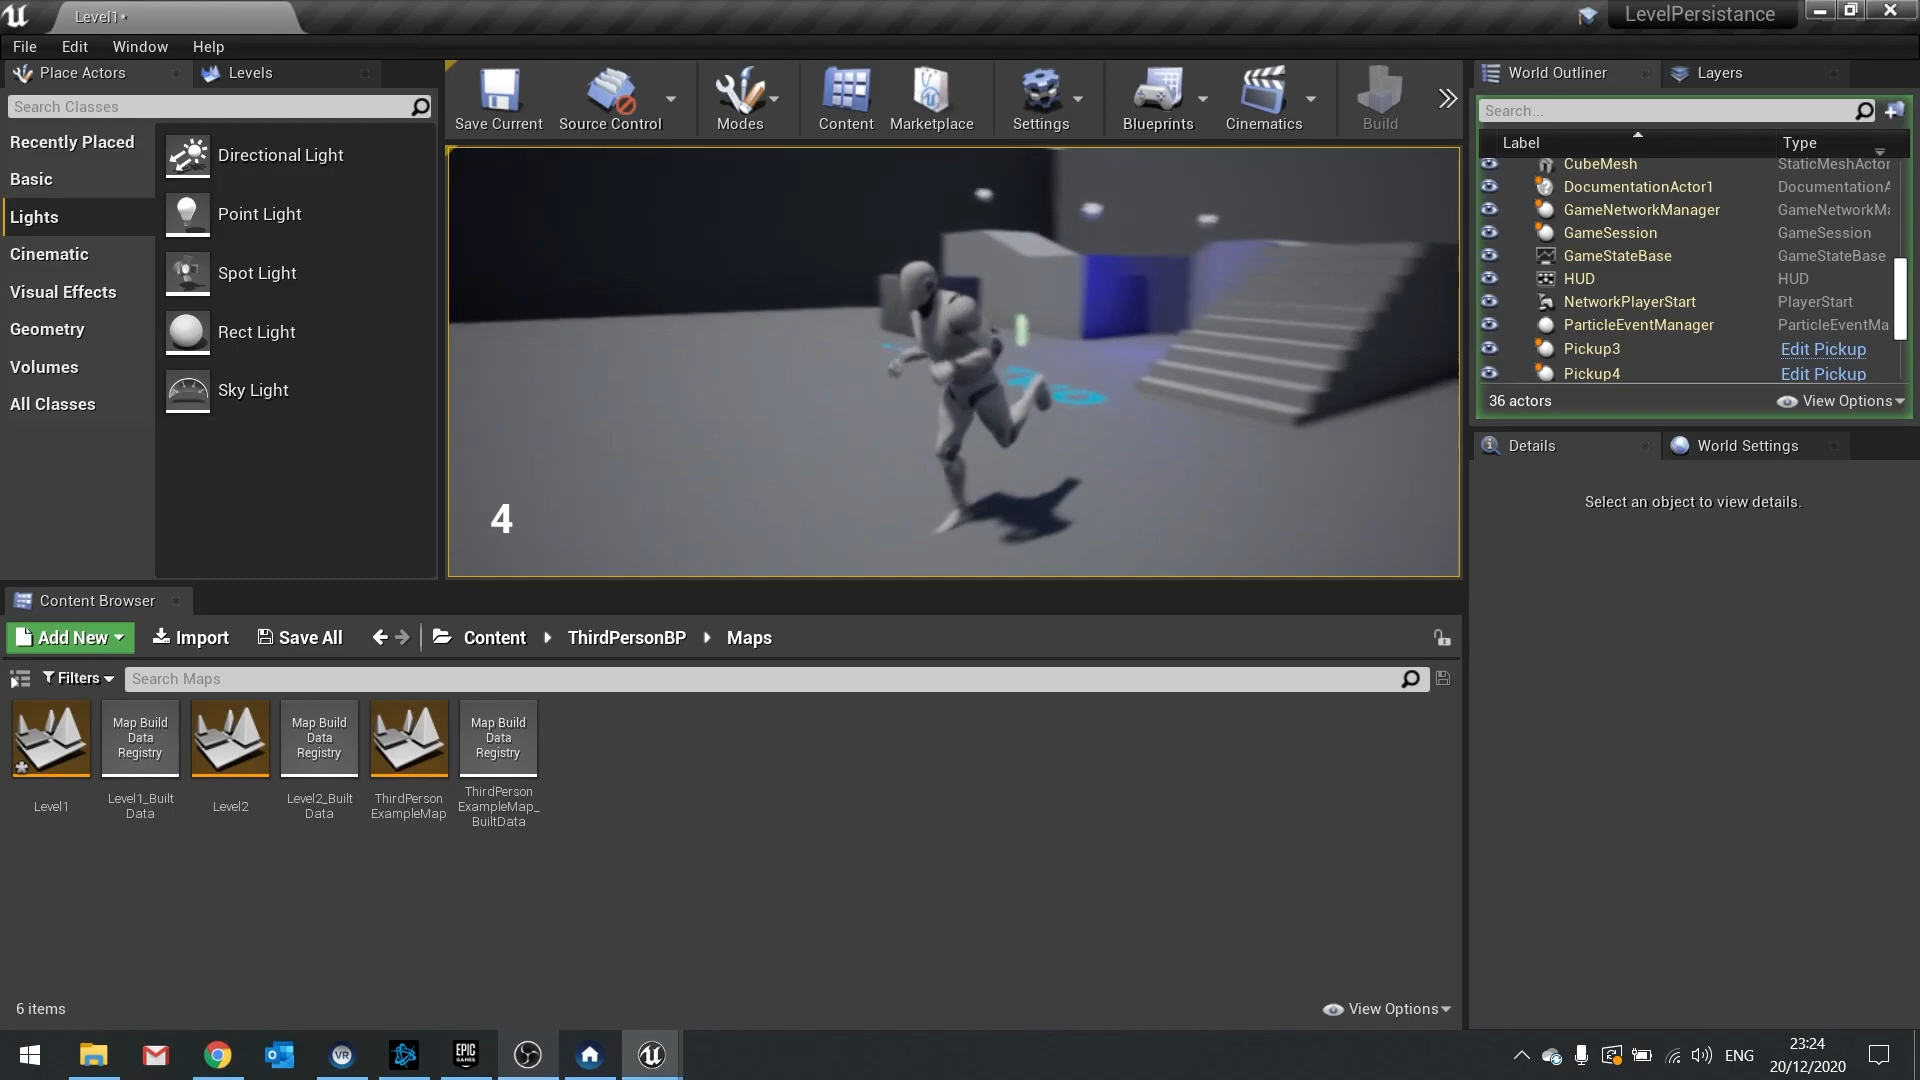 Level1*
LevelPersistance
File Edit Window Help
Place Actors
Levels
Search Classes
Recently Placed
Basic
Lights
Cinematic
Visual Effects
Geometry
Volumes
All Classes
Directional Light
Point Light
Spot Light
Rect Light
Sky Light
Save Current
Source Control
Modes
Content
Marketplace
Settings
Blueprints
Cinematics
Build
4
World Outliner
Layers
Search...
Label Type
CubeMesh StaticMeshActor
DocumentationActor1 DocumentationA
GameNetworkManager GameNetworkMa
GameSession GameSession
GameStateBase GameStateBase
HUD HUD
NetworkPlayerStart PlayerStart
ParticleEventManager ParticleEventMa
Pickup3 Edit Pickup
Pickup4 Edit Pickup
36 actors
View Options
Details
World Settings
Select an object to view details.
Content Browser
Add New
Import
Save All
Content
ThirdPersonBP
Maps
Filters
Search Maps
Map Build
Data
Registry
Map Build
Data
Registry
Map Build
Data
Registry
Level1
Level1_Built
Data
Level2
Level2_Built
Data
ThirdPerson
ExampleMap
ThirdPerson
ExampleMap_
BuiltData
6 items
View Options
VR
EPIC
GAMES
ENG
23:24
20/12/2020